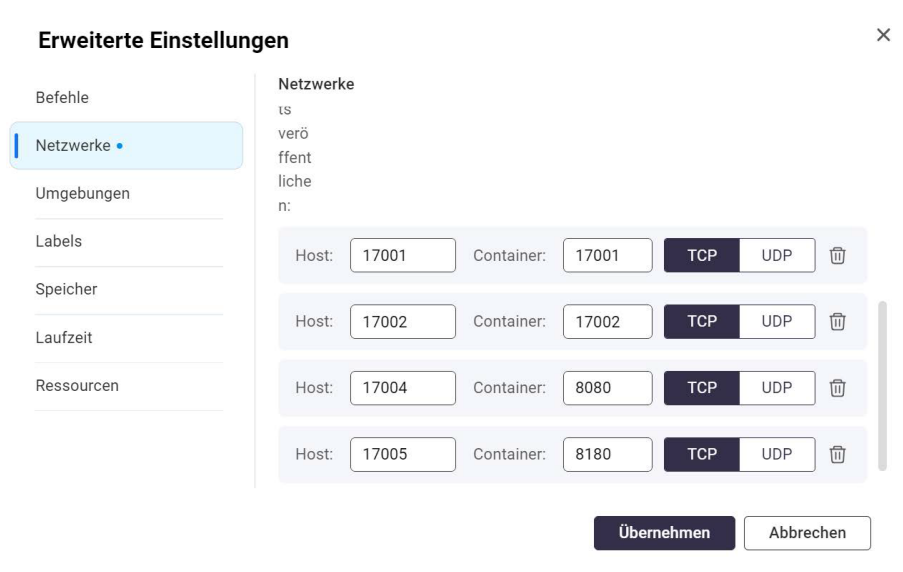 Erweiterte Einstellungen
Befehle
Netzwerke
Umgebungen
Labels
Speicher
Laufzeit
Ressourcen
Netzwerke
ts
verö
ffent
liche
n:
Host: 17001 Container: 17001 TCP UDP
Host: 17002 Container: 17002 TCP UDP
Host: 17004 Container: 8080 TCP UDP
Host: 17005 Container: 8180 TCP UDP
Übernehmen Abbrechen